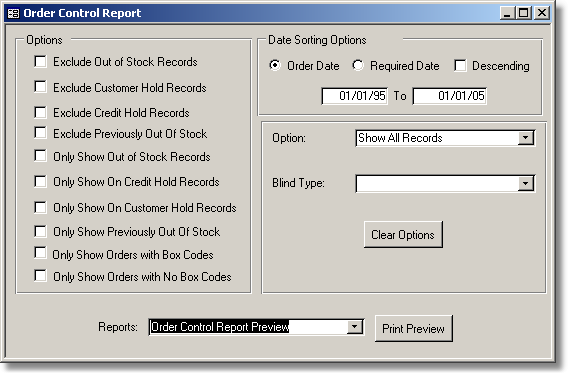 Order Control Report
Options
Exclude Out of Stock Records
Exclude Customer Hold Records
Exclude Credit Hold Records
Exclude Previously Out Of Stock
Only Show Out of Stock Records
Only Show On Credit Hold Records
Only Show On Customer Hold Records
Only Show Previously Out Of Stock
Only Show Orders with Box Codes
Only Show Orders with No Box Codes
Date Sorting Options
Order Date Required Date Descending
01/01/95 To 01/01/05
Option: Show All Records
Blind Type:
Clear Options
Reports: Order Control Report Preview Print Preview